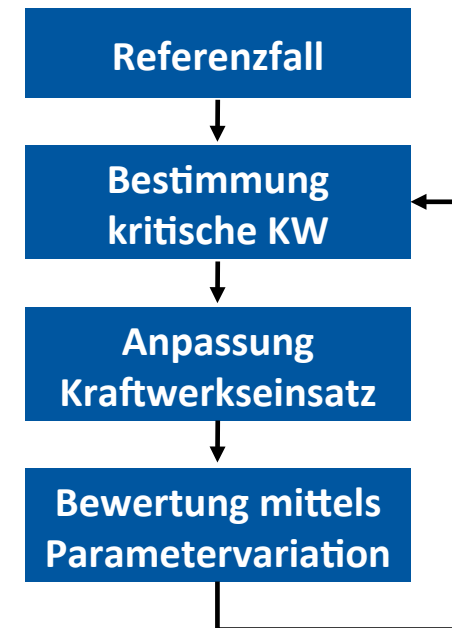 Referenzfall
Bestimmung
kritische KW
Anpassung
Kraftwerkseinsatz
Bewertung mittels
Parametervariation